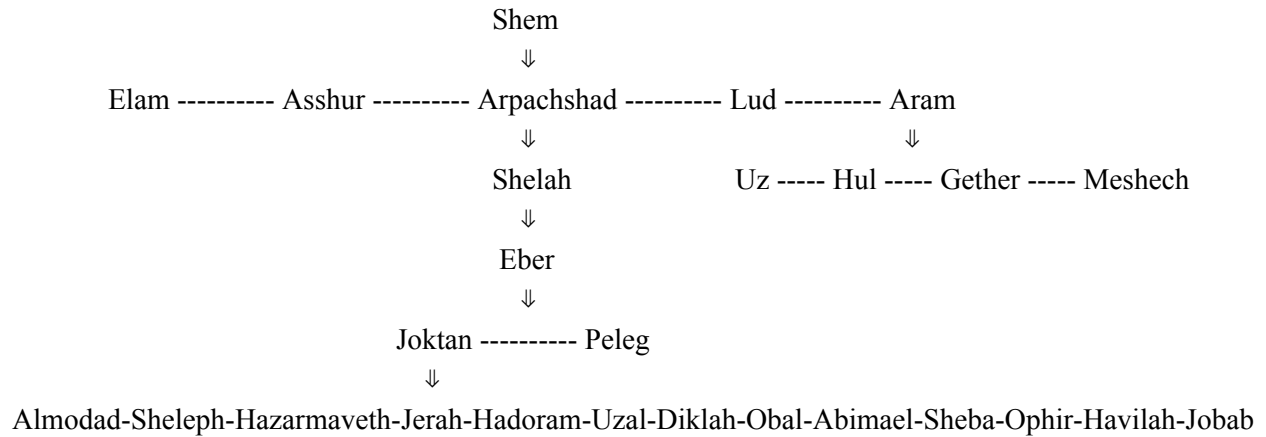 Shem
⇓
Elam ---------- Asshur ---------- Arpachshad ---------- Lud ---------- Aram
⇓ ⇓
Shelah Uz ----- Hul ----- Gether ----- Meshech
⇓
Eber
⇓
Joktan ---------- Peleg
⇓
Almodad-Sheleph-Hazarmaveth-Jerah-Hadoram-Uzal-Diklah-Obal-Abimael-Sheba-Ophir-Havilah-Jobab